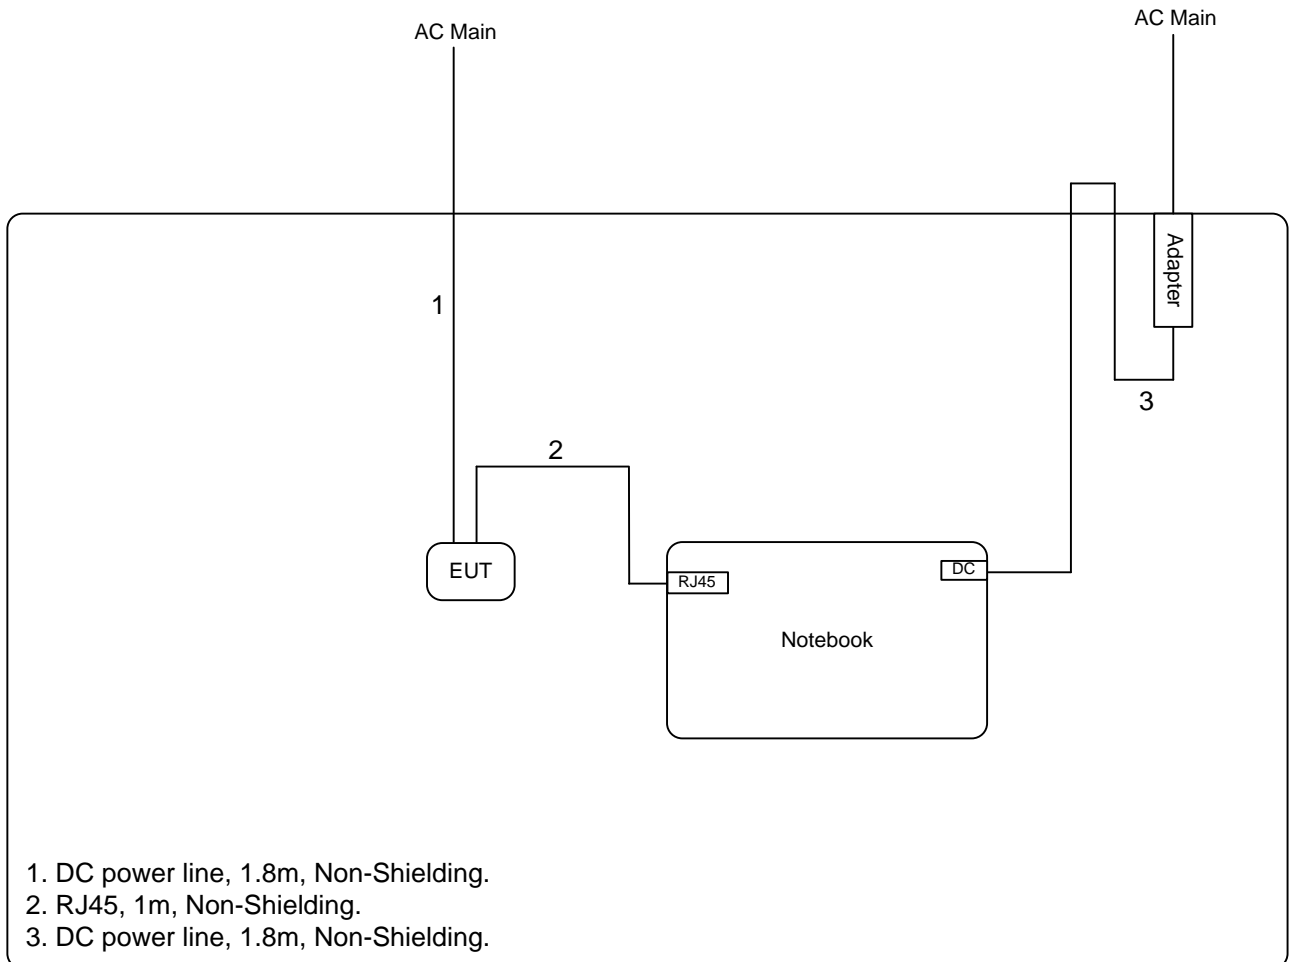 AC Main
AC Main
Adapter
1
3
2
EUT
RJ45
DC
Notebook
1. DC power line, 1.8m, Non-Shielding.
2. RJ45, 1m, Non-Shielding.
3. DC power line, 1.8m, Non-Shielding.